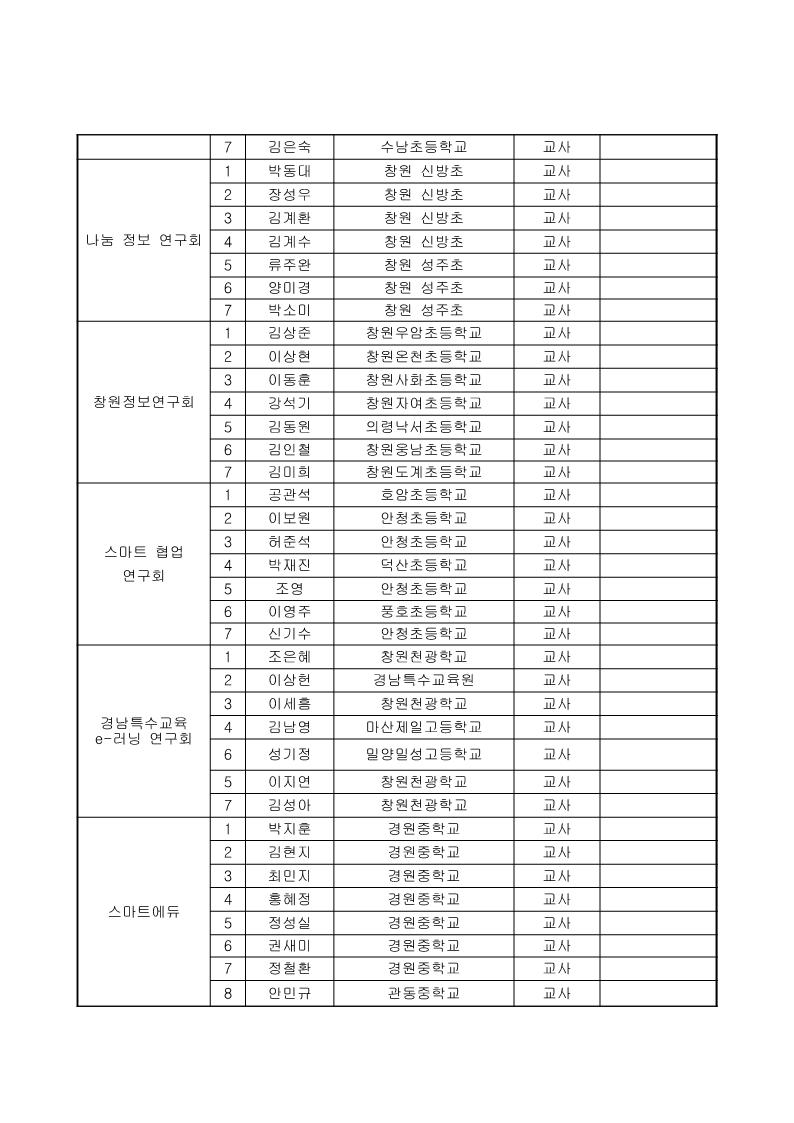 7 김은숙 수남초등학교 교사
나눔 정보 연구회
1 박동대 창원 신방초 교사
2 장성우 창원 신방초 교사
3 김계환 창원 신방초 교사
4 김계수 창원 신방초 교사
5 류주완 창원 성주초 교사
6 양미경 창원 성주초 교사
7 박소미 창원 성주초 교사
창원정보연구회
1 김상준 창원우암초등학교 교사
2 이상현 창원온천초등학교 교사
3 이동훈 창원사화초등학교 교사
4 강석기 창원자여초등학교 교사
5 김동원 의령낙서초등학교 교사
6 김인철 창원웅남초등학교 교사
7 김미희 창원도계초등학교 교사
스마트 협업
연구회
1 공관석 호암초등학교 교사
2 이보원 안청초등학교 교사
3 허준석 안청초등학교 교사
4 박재진 덕산초등학교 교사
5 조영 안청초등학교 교사
6 이영주 풍호초등학교 교사
7 신기수 안청초등학교 교사
경남특수교육
e-러닝 연구회
1 조은혜 창원천광학교 교사
2 이상헌 경남특수교육원 교사
3 이세흠 창원천광학교 교사
4 김남영 마산제일고등학교 교사
6 성기정 밀양밀성고등학교 교사
5 이지연 창원천광학교 교사
7 김성아 창원천광학교 교사
스마트에듀
1 박지훈 경원중학교 교사
2 김현지 경원중학교 교사
3 최민지 경원중학교 교사
4 홍혜정 경원중학교 교사
5 정성실 경원중학교 교사
6 권새미 경원중학교 교사
7 정철환 경원중학교 교사
8 안민규 관동중학교 교사